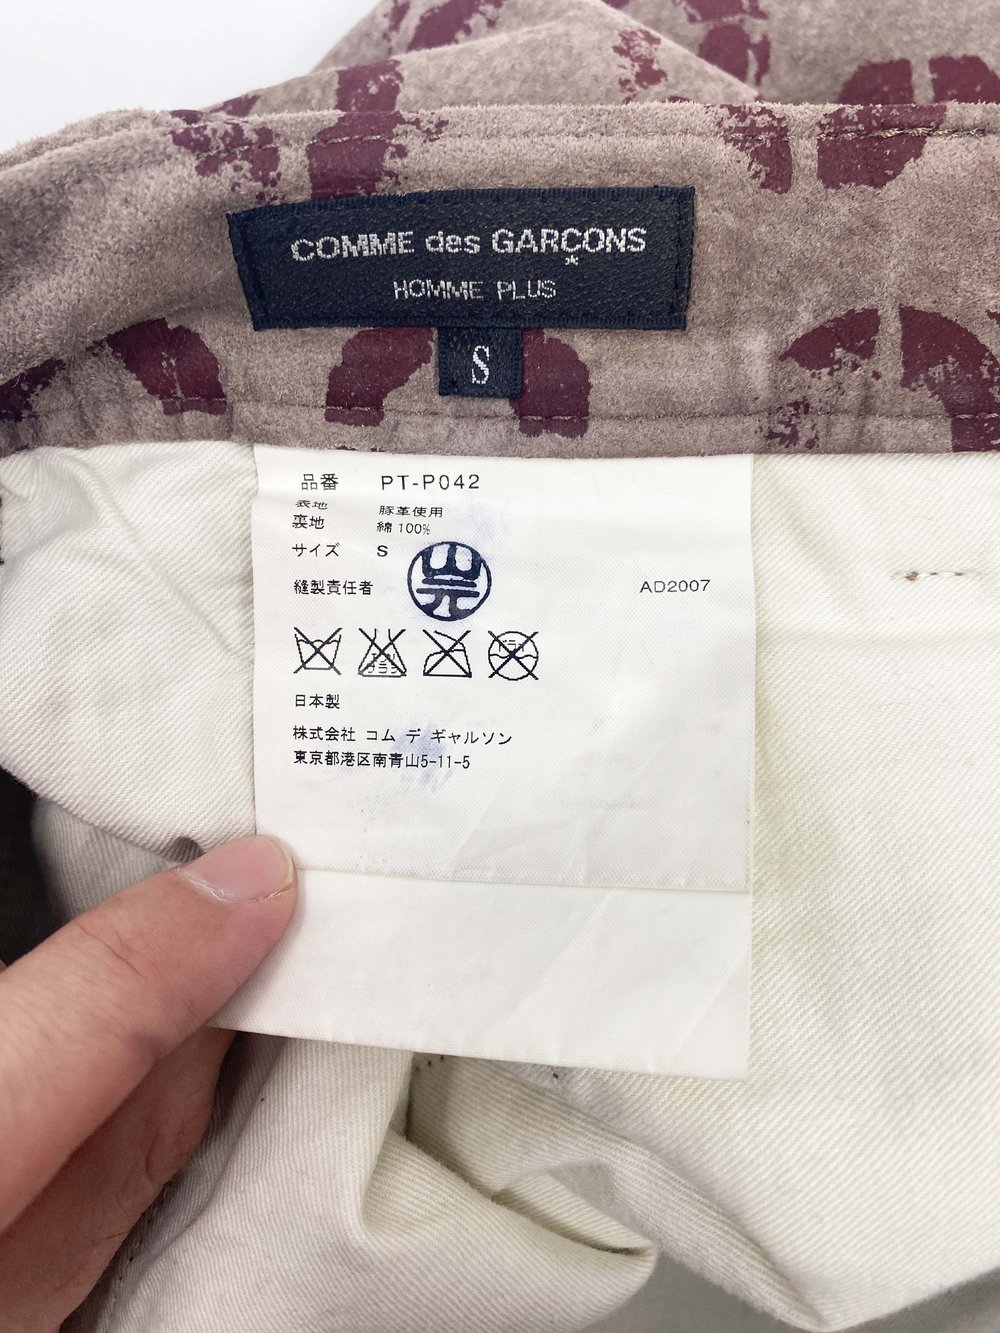 COMME des GARÇONS
HOMME PLUS
S
品番 PT-P042
表地 豚革使用
裏地 綿 100%
サイズ S
縫製責任者 AD2007
日本製
株式会社 コム デ ギャルソン
東京都港区南青山5-11-5